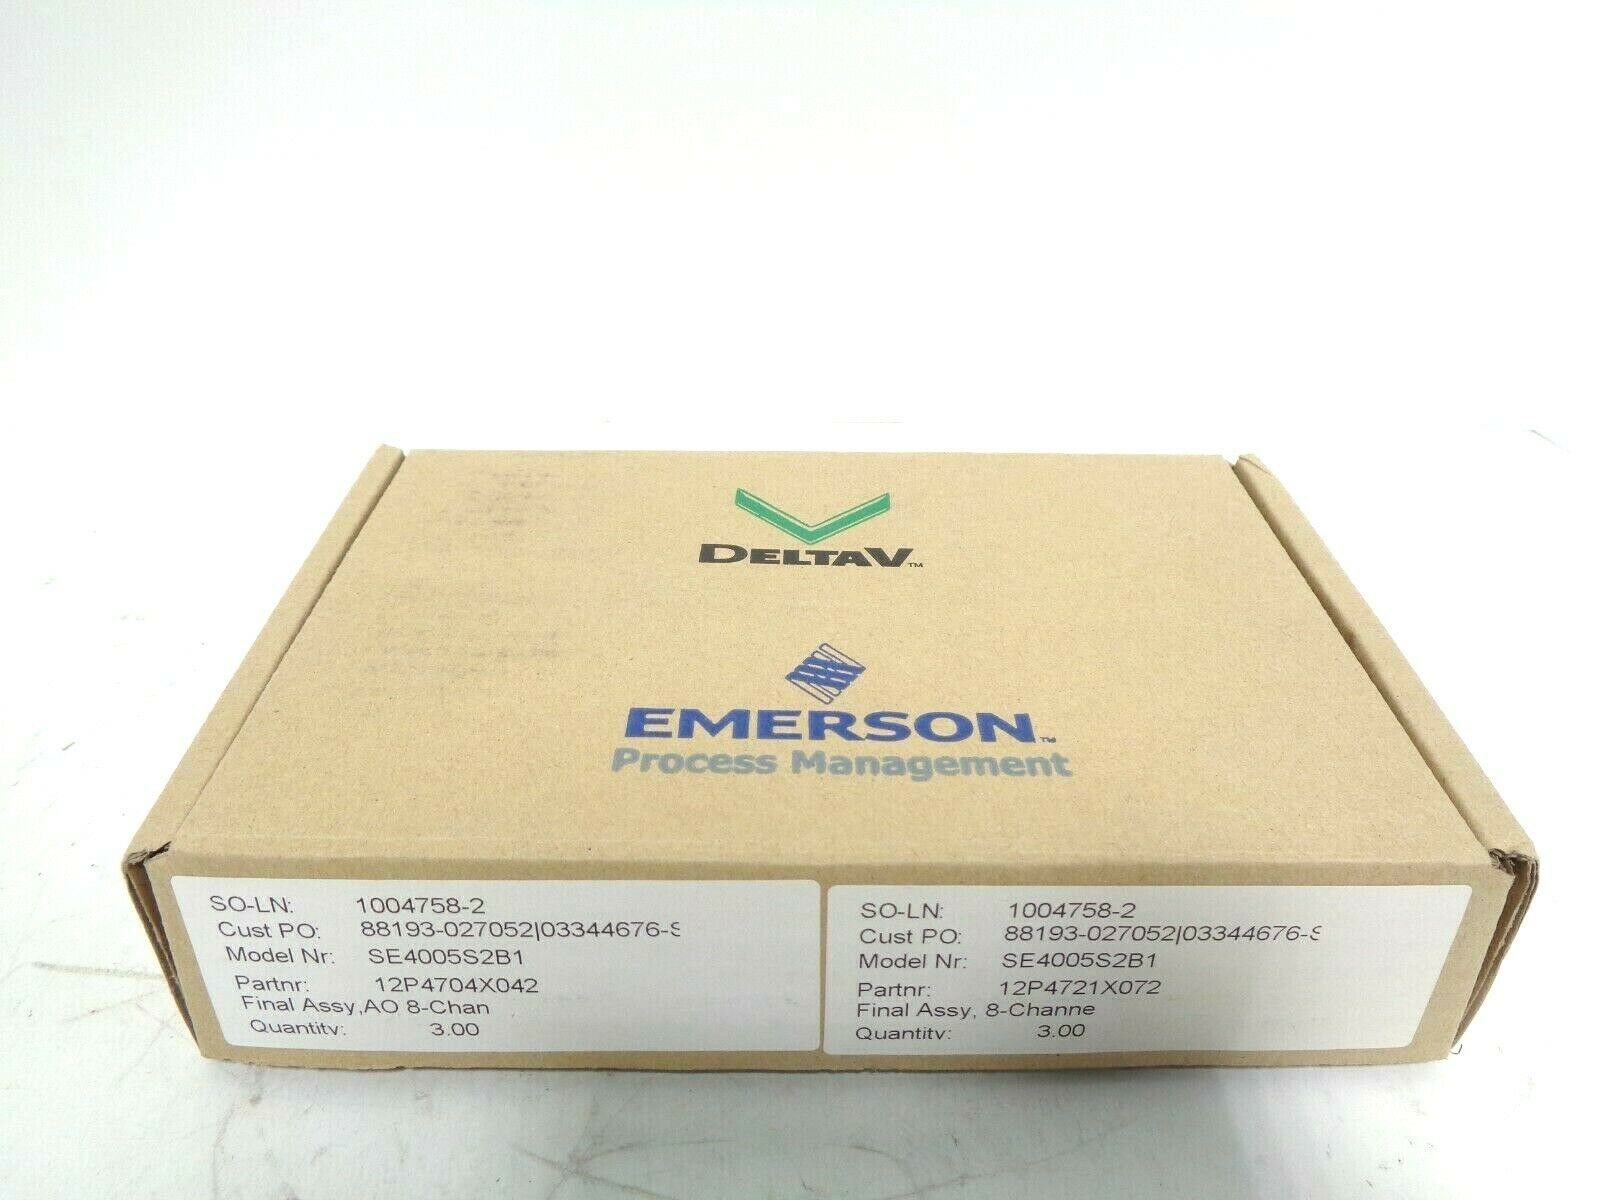 DELTAV™
EMERSON™
Process Management
SO-LN: 1004758-2
Cust PO: 88193-027052|03344676-S
Model Nr: SE4005S2B1
Partnr: 12P4704X042
Final Assy,AO 8-Chan
Quantity: 3.00
SO-LN: 1004758-2
Cust PO: 88193-027052|03344676-S
Model Nr: SE4005S2B1
Partnr: 12P4721X072
Final Assy, 8-Channe
Quantity: 3.00